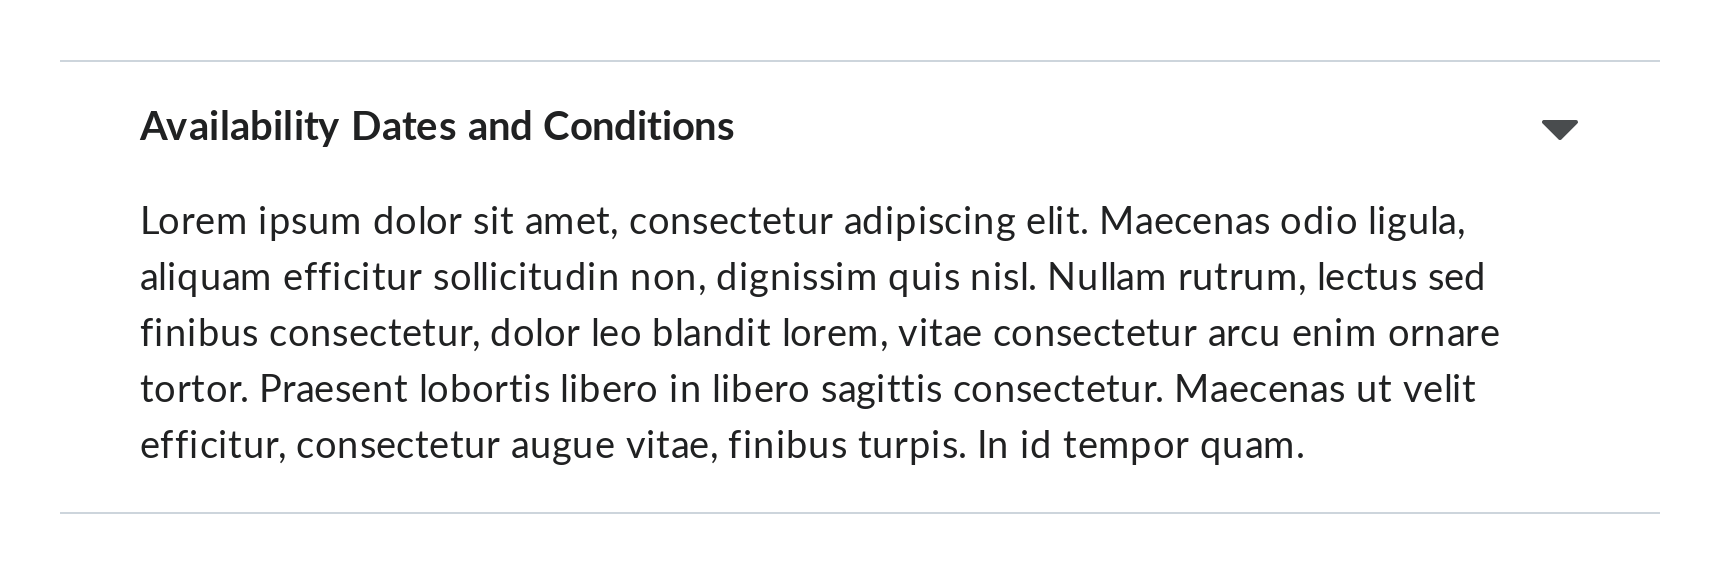 Availability Dates and Conditions
Lorem ipsum dolor sit amet, consectetur adipiscing elit. Maecenas odio ligula,
aliquam efficitur sollicitudin non, dignissim quis nisl. Nullam rutrum, lectus sed
finibus consectetur, dolor leo blandit lorem, vitae consectetur arcu enim ornare
tortor. Praesent lobortis libero in libero sagittis consectetur. Maecenas ut velit
efficitur, consectetur augue vitae, finibus turpis. In id tempor quam.